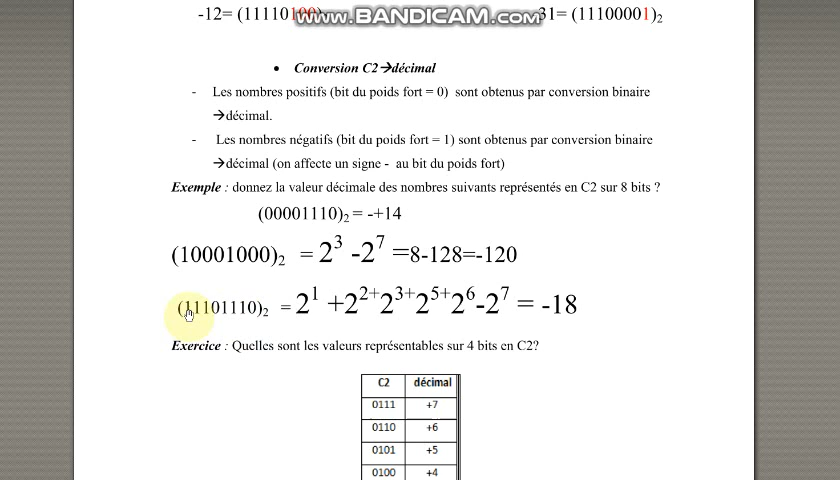 -12= (11110100)
www.BANDICAM.com
31= (11100001)₂
• Conversion C2→décimal
- Les nombres positifs (bit du poids fort = 0) sont obtenus par conversion binaire
→décimal.
- Les nombres négatifs (bit du poids fort = 1) sont obtenus par conversion binaire
→décimal (on affecte un signe - au bit du poids fort)
Exemple : donnez la valeur décimale des nombres suivants représentés en C2 sur 8 bits ?
(00001110)₂ = -+14
(10001000)₂ = 2³ -2⁷ =8-128=-120
(11101110)₂ = 2¹ +2²⁺2³⁺2⁵⁺2⁶-2⁷ = -18
Exercice : Quelles sont les valeurs représentables sur 4 bits en C2?
C2 décimal
0111 +7
0110 +6
0101 +5
0100 +4